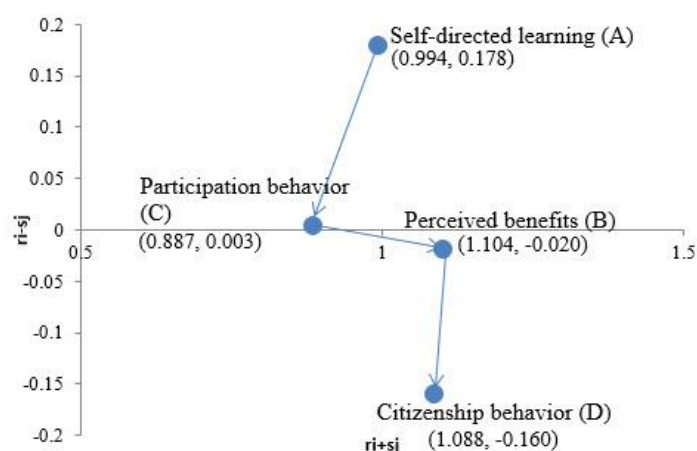 0.2
Self-directed learning (A)
(0.994, 0.178)
0.15
0.1
0.05
Participation behavior
(C)
(0.887, 0.003)
Perceived benefits (B)
(1.104, -0.020)
0
0.5
1
1.5
ri-sj
-0.05
-0.1
-0.15
Citizenship behavior (D)
(1.088, -0.160)
-0.2
ri+sj